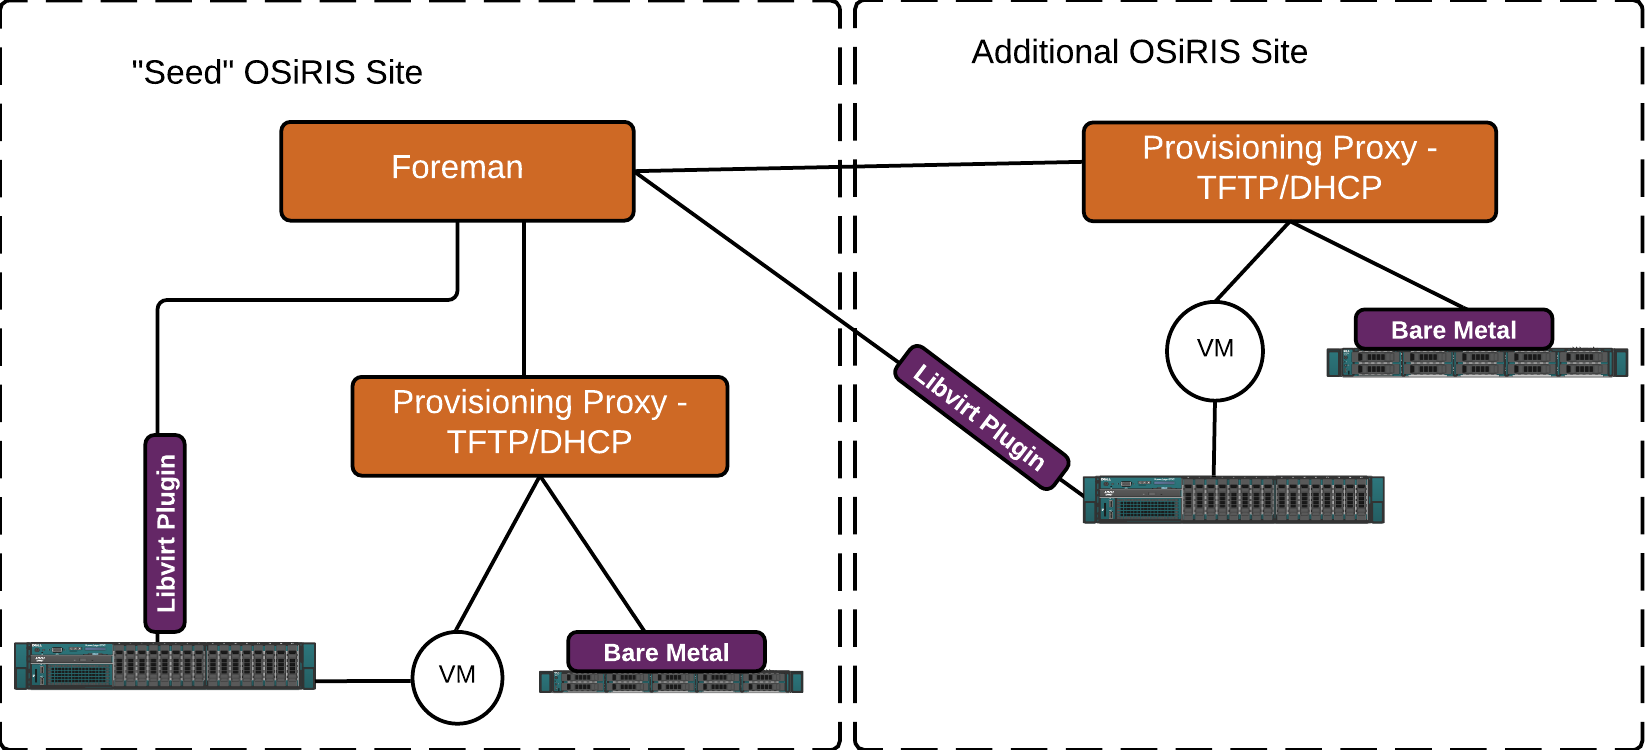 "Seed" OSiRIS Site
Foreman
Provisioning Proxy -
TFTP/DHCP
Libvirt Plugin
VM
Bare Metal
Additional OSiRIS Site
Provisioning Proxy -
TFTP/DHCP
VM
Bare Metal
Libvirt Plugin